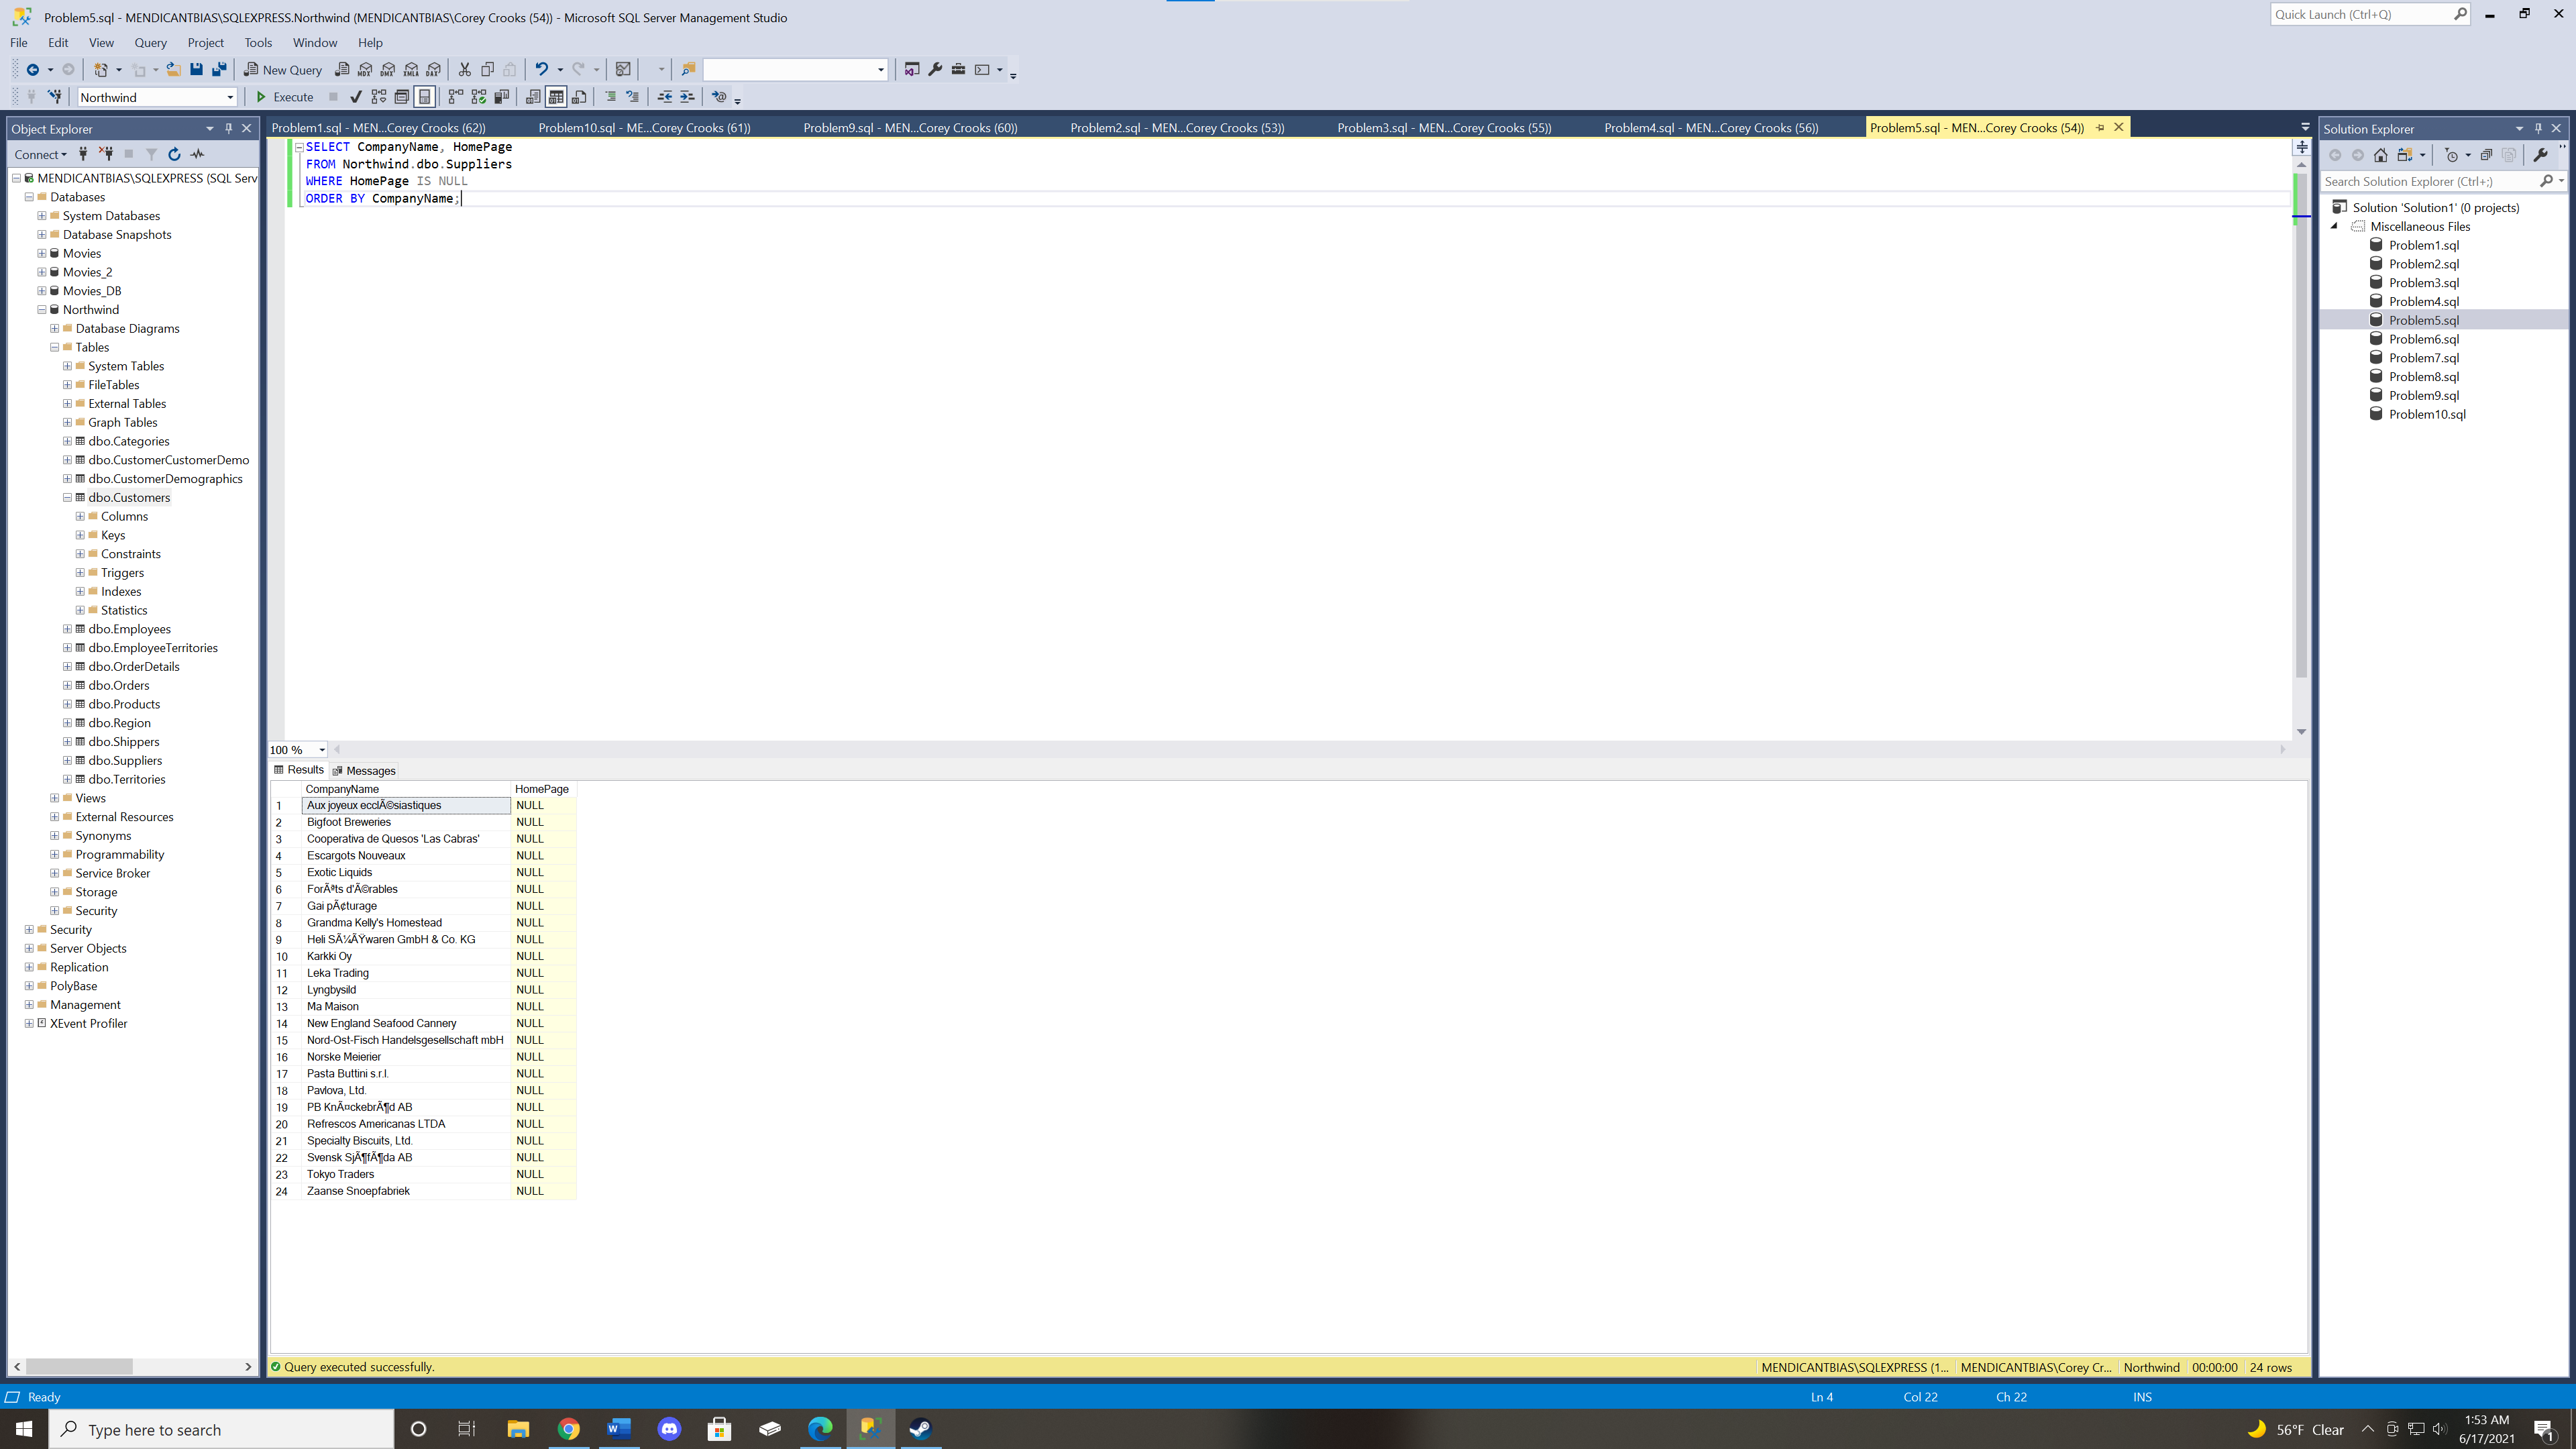 Problem5.sql - MENDICANTBIAS\SQLEXPRESS.Northwind (MENDICANTBIAS\Corey Crooks (54)) - Microsoft SQL Server Management Studio
Quick Launch (Ctrl+Q)
File Edit View Query Project Tools Window Help
New Query MDX DMX XMLA DAX
Northwind Execute
Object Explorer
Connect
MENDICANTBIAS\SQLEXPRESS (SQL Serv
Databases
System Databases
Database Snapshots
Movies
Movies_2
Movies_DB
Northwind
Database Diagrams
Tables
System Tables
FileTables
External Tables
Graph Tables
dbo.Categories
dbo.CustomerCustomerDemo
dbo.CustomerDemographics
dbo.Customers
Columns
Keys
Constraints
Triggers
Indexes
Statistics
dbo.Employees
dbo.EmployeeTerritories
dbo.OrderDetails
dbo.Orders
dbo.Products
dbo.Region
dbo.Shippers
dbo.Suppliers
dbo.Territories
Views
External Resources
Synonyms
Programmability
Service Broker
Storage
Security
Security
Server Objects
Replication
PolyBase
Management
XEvent Profiler
Problem1.sql - MEN...Corey Crooks (62)) Problem10.sql - ME...Corey Crooks (61)) Problem9.sql - MEN...Corey Crooks (60)) Problem2.sql - MEN...Corey Crooks (53)) Problem3.sql - MEN...Corey Crooks (55)) Problem4.sql - MEN...Corey Crooks (56)) Problem5.sql - MEN...Corey Crooks (54))
SELECT CompanyName, HomePage
FROM Northwind.dbo.Suppliers
WHERE HomePage IS NULL
ORDER BY CompanyName;
100 %
Results Messages
CompanyName HomePage
1 Aux joyeux ecclÃ©siastiques NULL
2 Bigfoot Breweries NULL
3 Cooperativa de Quesos 'Las Cabras' NULL
4 Escargots Nouveaux NULL
5 Exotic Liquids NULL
6 ForÃªts d'Ã©rables NULL
7 Gai pÃ¢turage NULL
8 Grandma Kelly's Homestead NULL
9 Heli SÃ¼ÃŸwaren GmbH & Co. KG NULL
10 Karkki Oy NULL
11 Leka Trading NULL
12 Lyngbysild NULL
13 Ma Maison NULL
14 New England Seafood Cannery NULL
15 Nord-Ost-Fisch Handelsgesellschaft mbH NULL
16 Norske Meierier NULL
17 Pasta Buttini s.r.l. NULL
18 Pavlova, Ltd. NULL
19 PB KnÃ¤ckebrÃ¶d AB NULL
20 Refrescos Americanas LTDA NULL
21 Specialty Biscuits, Ltd. NULL
22 Svensk SjÃ¶fÃ¶da AB NULL
23 Tokyo Traders NULL
24 Zaanse Snoepfabriek NULL
Query executed successfully. MENDICANTBIAS\SQLEXPRESS (1... MENDICANTBIAS\Corey Cr... Northwind 00:00:00 24 rows
Solution Explorer
Search Solution Explorer (Ctrl+;)
Solution 'Solution1' (0 projects)
Miscellaneous Files
Problem1.sql
Problem2.sql
Problem3.sql
Problem4.sql
Problem5.sql
Problem6.sql
Problem7.sql
Problem8.sql
Problem9.sql
Problem10.sql
Ready Ln 4 Col 22 Ch 22 INS
Type here to search
56°F Clear
1:53 AM
6/17/2021
1